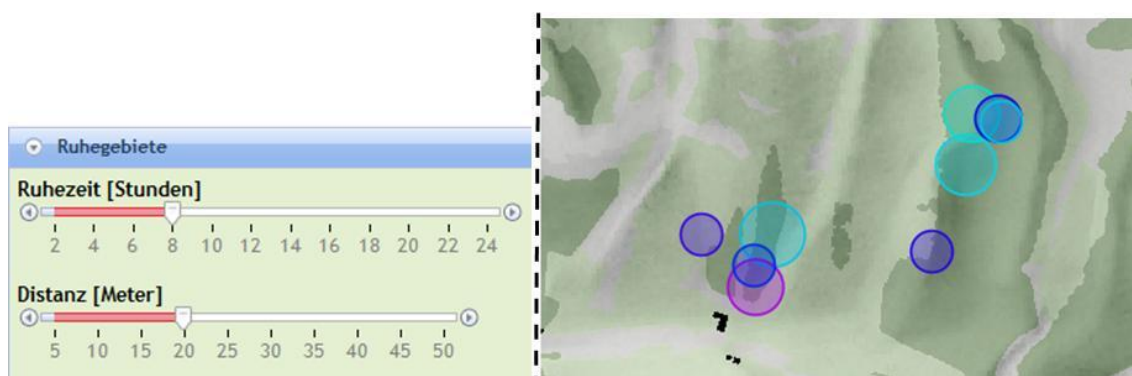 Ruhegebiete
Ruhezeit [Stunden]
2 4 6 8 10 12 14 16 18 20 22 24
Distanz [Meter]
5 10 15 20 25 30 35 40 45 50